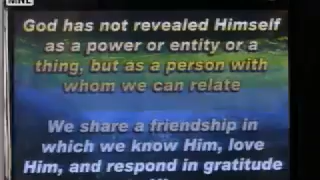 God has not revealed Himself
as a power or entity or a
thing, but as a person with
whom we can relate
We share a friendship in
which we know Him, love
Him, and respond in gratitude